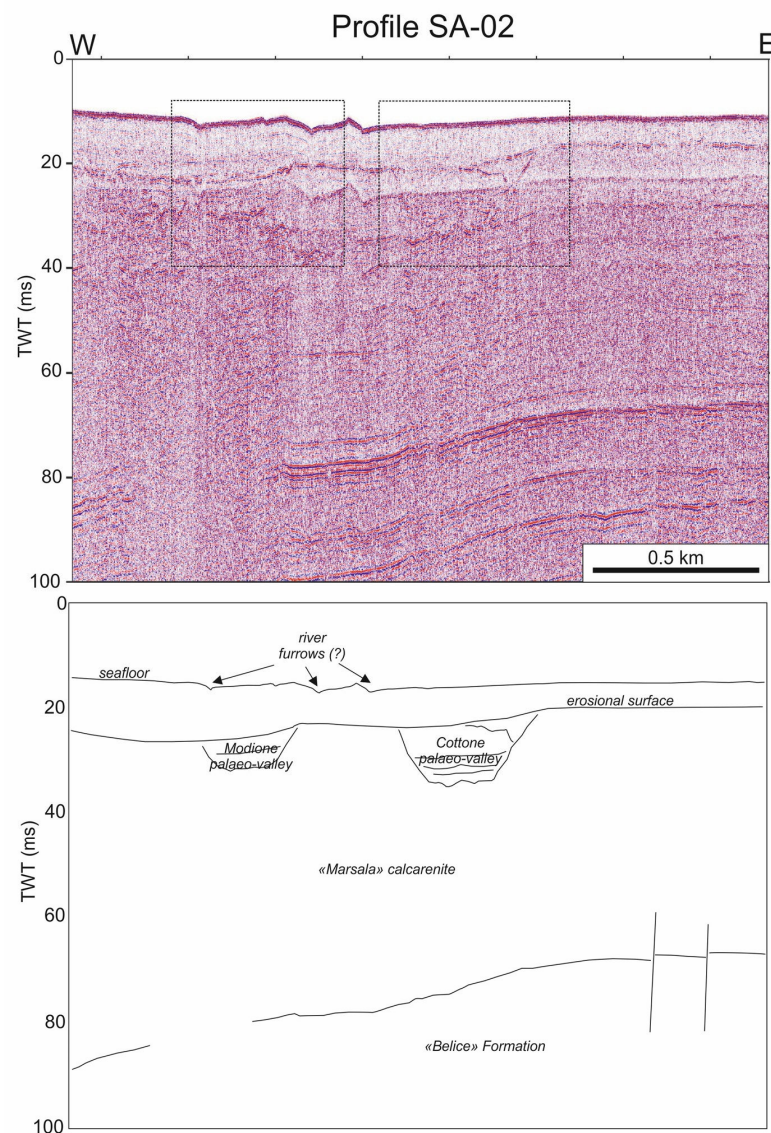 Profile SA-02
W
E
0
20
40
60
80
100
TWT (ms)
0.5 km
0
20
40
60
80
100
TWT (ms)
river
furrows (?)
seafloor
erosional surface
Modione
palaeo-valley
Cottone
palaeo-valley
«Marsala» calcarenite
«Belice» Formation